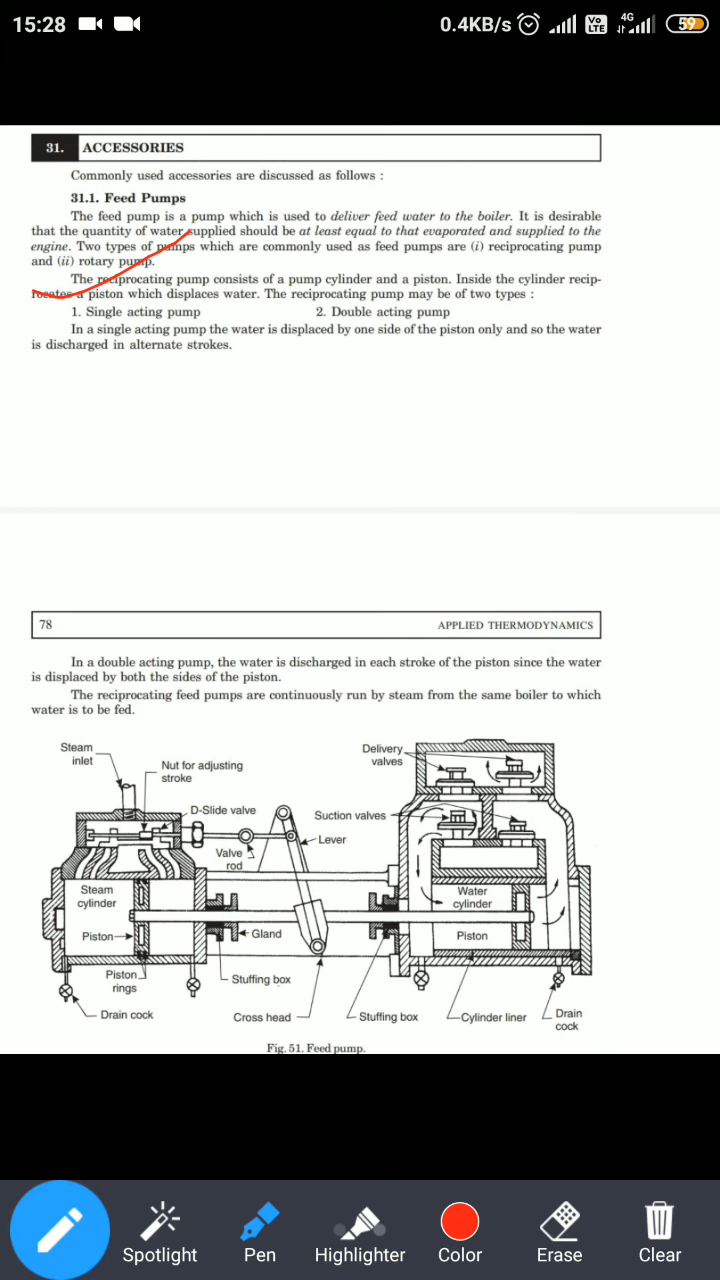 15:28 0.4KB/s Vo LTE 4G 59
31. ACCESSORIES
Commonly used accessories are discussed as follows :
31.1. Feed Pumps
The feed pump is a pump which is used to deliver feed water to the boiler. It is desirable
that the quantity of water supplied should be at least equal to that evaporated and supplied to the
engine. Two types of pumps which are commonly used as feed pumps are (i) reciprocating pump
and (ii) rotary pump.
The reciprocating pump consists of a pump cylinder and a piston. Inside the cylinder recip-
rocates a piston which displaces water. The reciprocating pump may be of two types :
1. Single acting pump 2. Double acting pump
In a single acting pump the water is displaced by one side of the piston only and so the water
is discharged in alternate strokes.
78 APPLIED THERMODYNAMICS
In a double acting pump, the water is discharged in each stroke of the piston since the water
is displaced by both the sides of the piston.
The reciprocating feed pumps are continuously run by steam from the same boiler to which
water is to be fed.
Steam
inlet
Nut for adjusting
stroke
Delivery
valves
D-Slide valve
Suction valves
Lever
Valve
rod
Steam
cylinder
Water
cylinder
Piston
Gland
Piston
Piston
rings
Stuffing box
Drain cock
Cross head
Stuffing box
Cylinder liner
Drain
cock
Fig. 51. Feed pump.
Spotlight Pen Highlighter Color Erase Clear